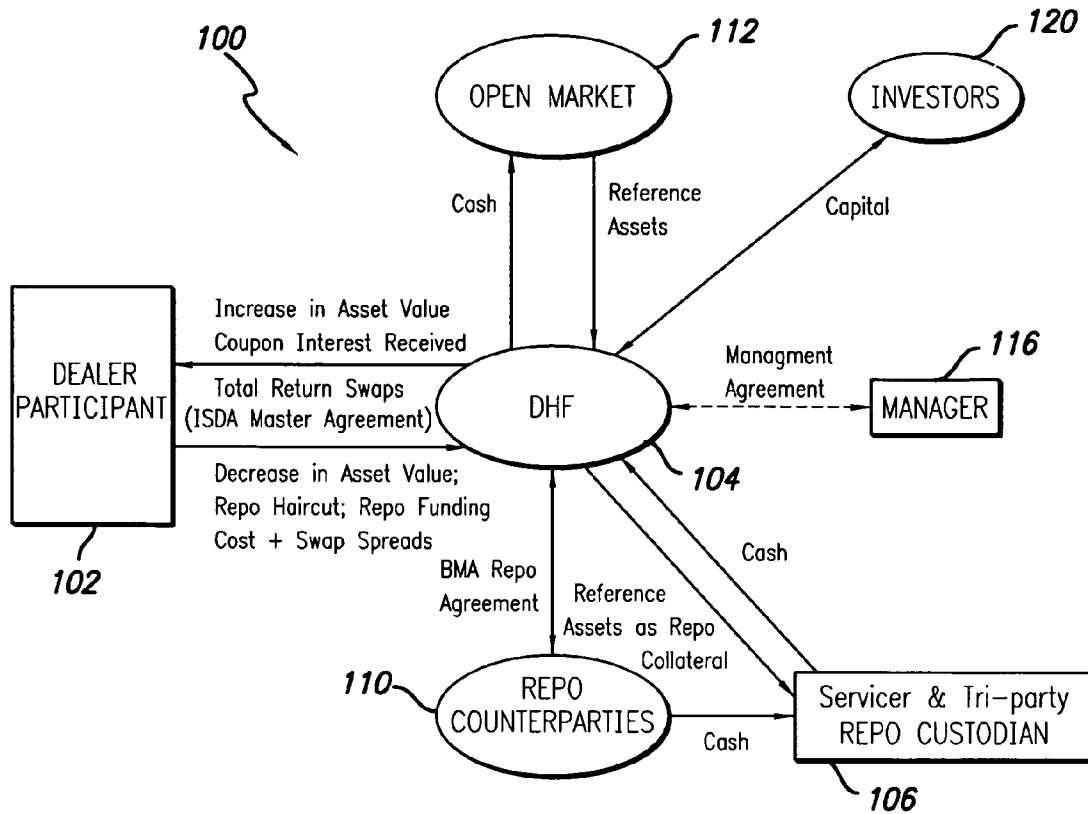 100
112
OPEN MARKET
120
INVESTORS
Cash
Reference
Assets
Capital
DEALER
PARTICIPANT
102
Increase in Asset Value
Coupon Interest Received
Total Return Swaps
(ISDA Master Agreement)
Decrease in Asset Value;
Repo Haircut; Repo Funding
Cost + Swap Spreads
DHF
104
Managment
Agreement
116
MANAGER
BMA Repo
Agreement
Reference
Assets as Repo
Collateral
Cash
110
REPO
COUNTERPARTIES
Cash
Servicer & Tri-party
REPO CUSTODIAN
106